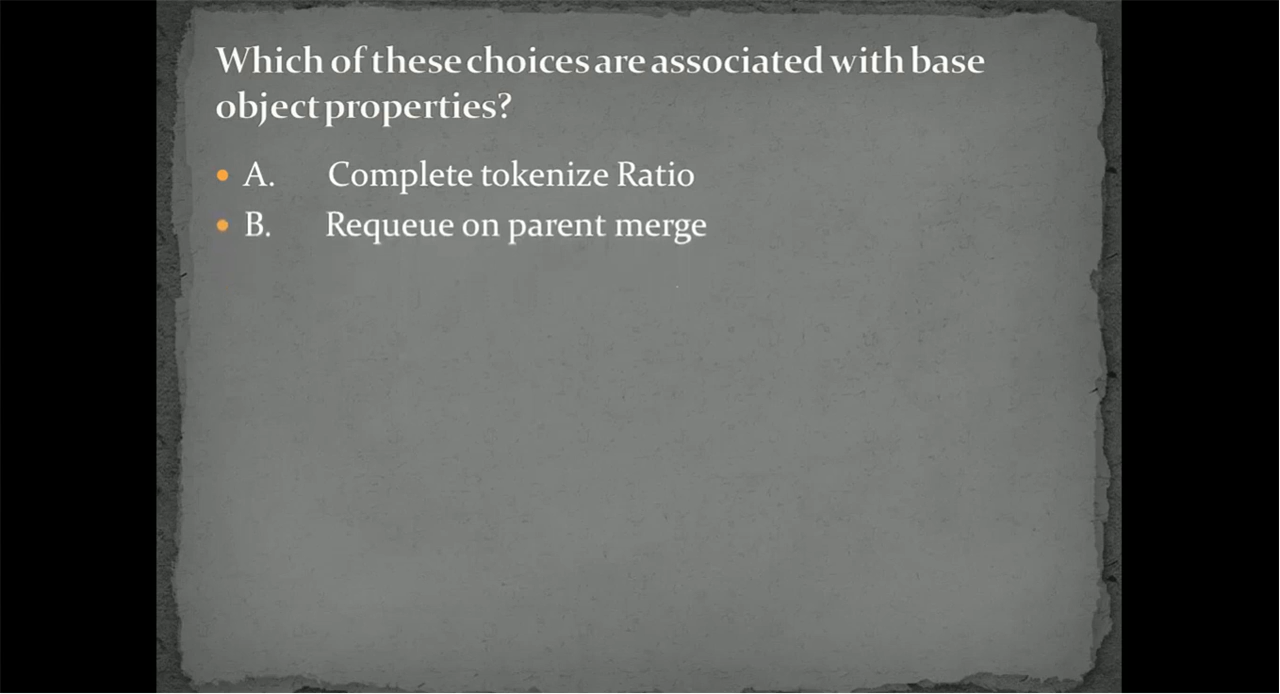 Which of these choices are associated with base
object properties?
• A. Complete tokenize Ratio
• B. Requeue on parent merge